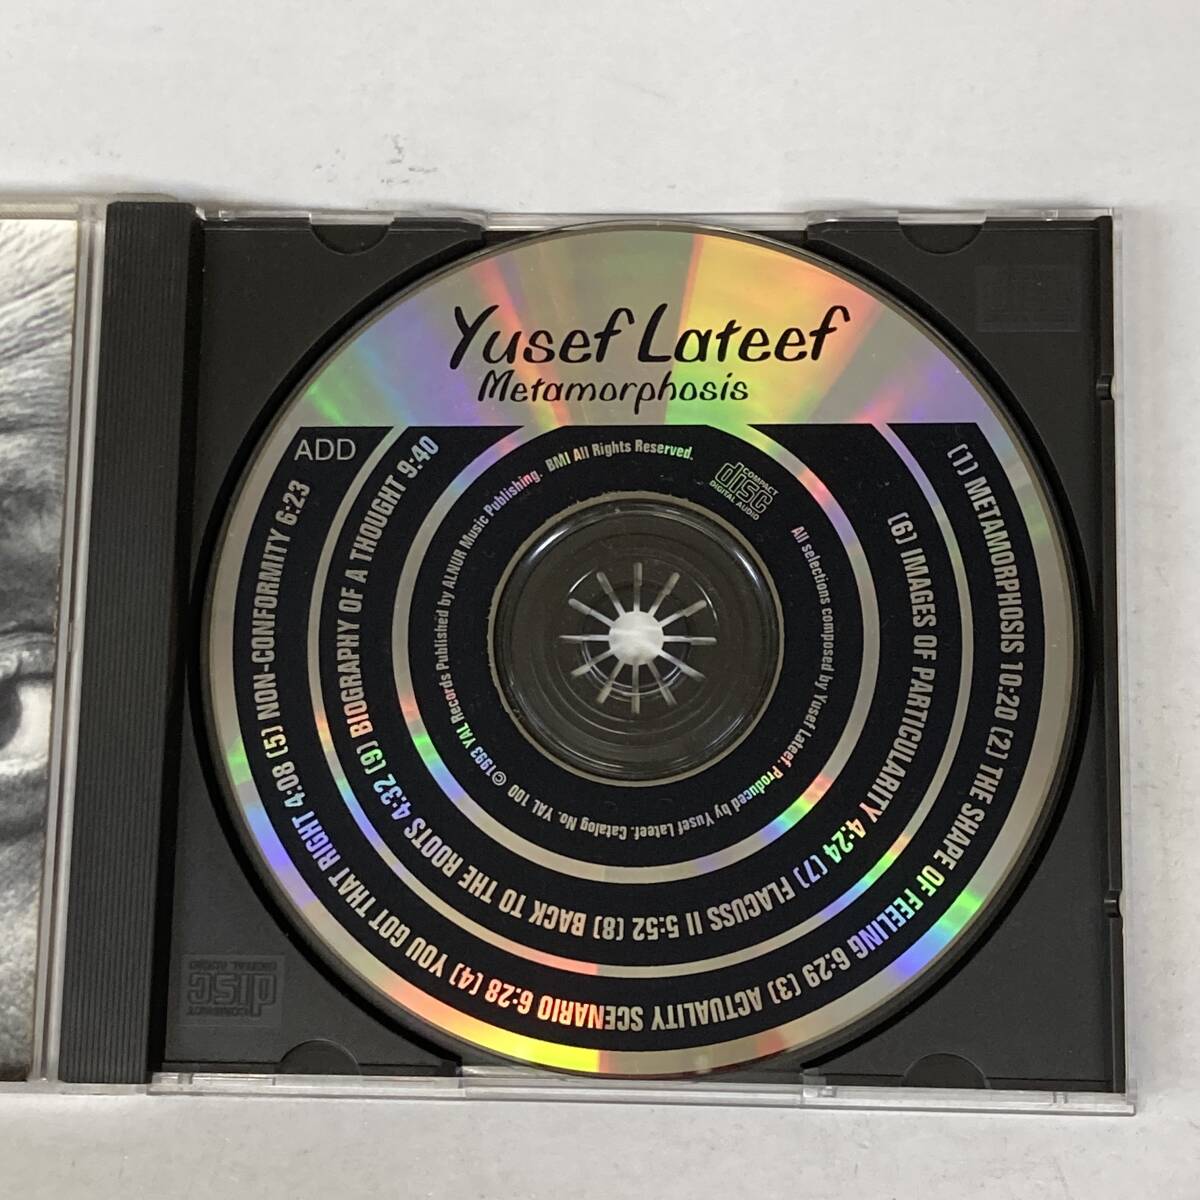 Yusef Lateef
Metamorphosis
ADD
(1) METAMORPHOSIS 10:20 (2) THE SHAPE OF FEELING 6:29 (3) ACTUALITY SCENARIO 6:28 (4) YOU GOT THAT RIGHT 4:08 (5) NON-CONFORMITY 6:23
(6) IMAGES OF PARTICULARITY 4:24 (7) FLACUSS II 5:52 (8) BACK TO THE ROOTS 4:32 (9) BIOGRAPHY OF A THOUGHT 9:40
COMPACT
disc
DIGITAL AUDIO
All selections composed by Yusef Lateef. Produced by Yusef Lateef. Catalog No. YAL 100 ©1993 YAL Records Published by ALNUR Music Publishing. BMI All Rights Reserved.
COMPACT
disc
DIGITAL AUDIO